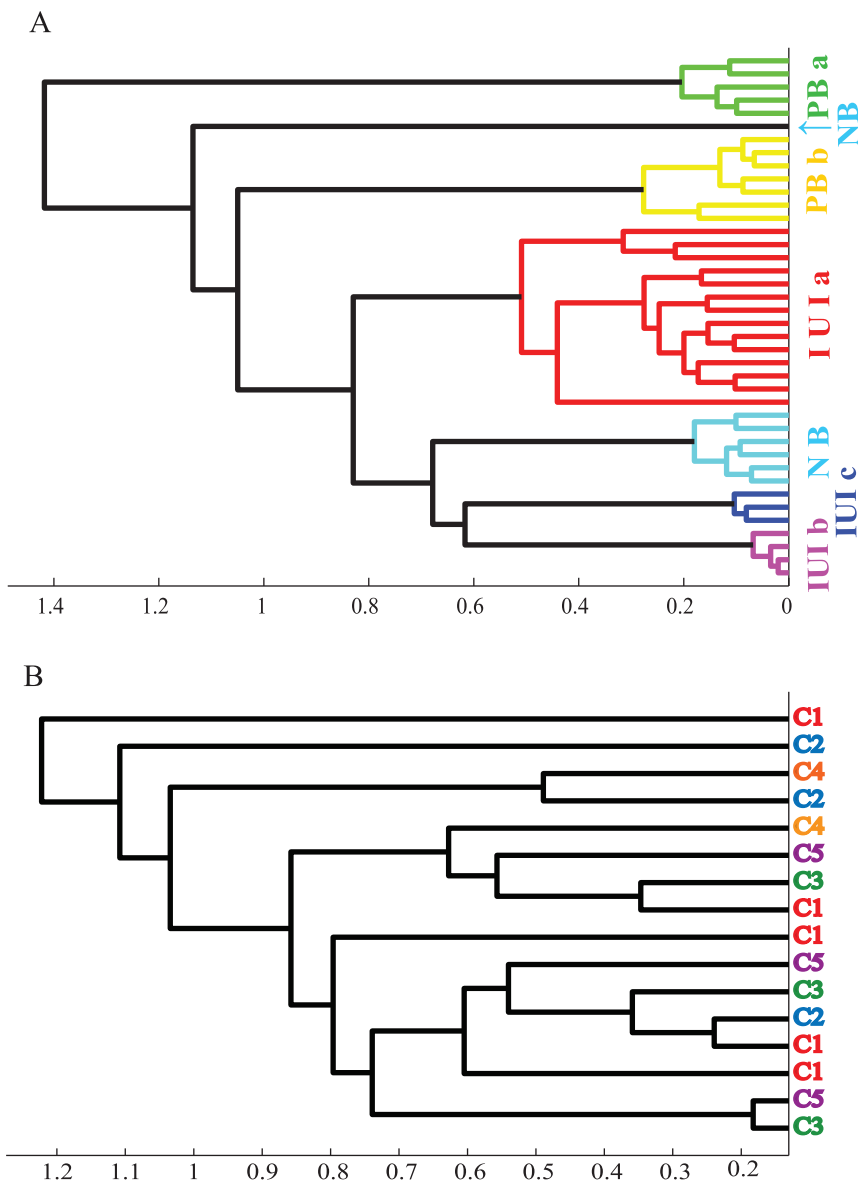 A
PB a
↑
NB
PB b
IUI a
NB
IUI c
IUI b
1.4 1.2 1 0.8 0.6 0.4 0.2 0
B
C1
C2
C4
C2
C4
C5
C3
C1
C1
C5
C3
C2
C1
C1
C5
C3
1.2 1.1 1 0.9 0.8 0.7 0.6 0.5 0.4 0.3 0.2